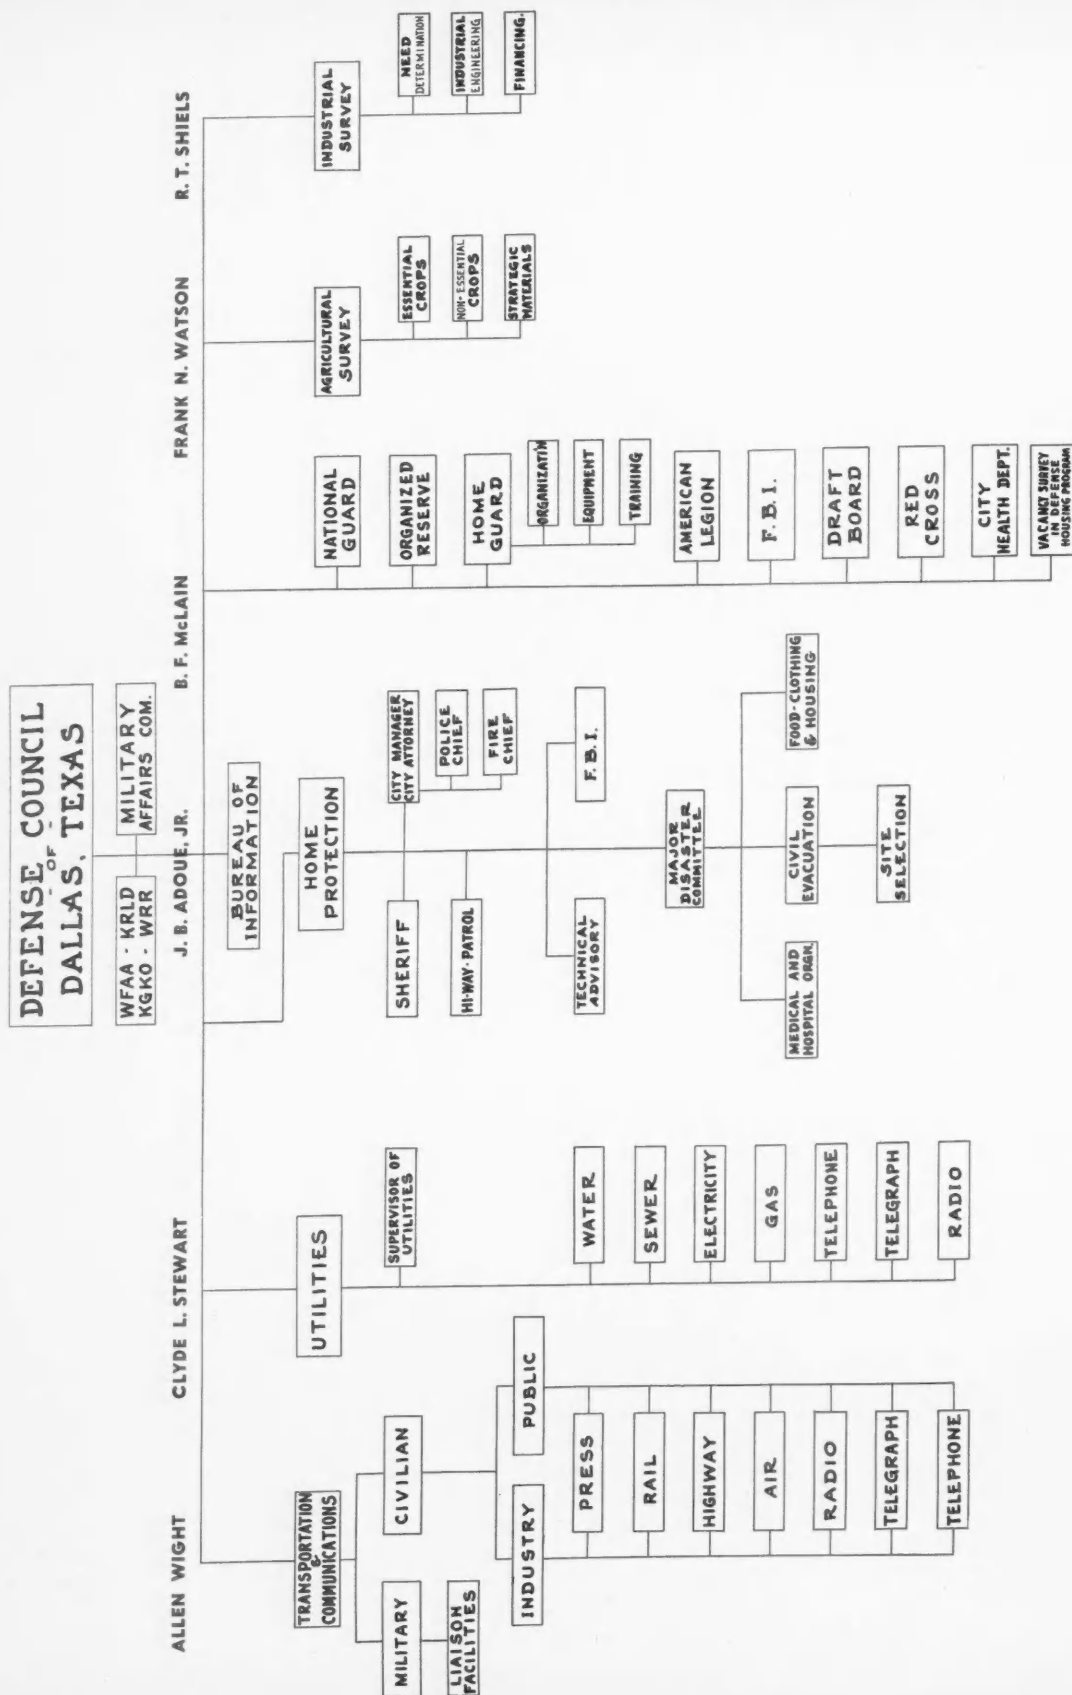 DEFENSE COUNCIL
OF
DALLAS, TEXAS
WFAA - KRLD
KGKO - WRR
MILITARY
AFFAIRS COM.
ALLEN WIGHT
CLYDE L. STEWART
J. B. ADOUE, JR.
B. F. McLAIN
FRANK N. WATSON
R. T. SHIELS
BUREAU OF
INFORMATION
TRANSPORTATION
&
COMMUNICATIONS
MILITARY
LIAISON
FACILITIES
CIVILIAN
INDUSTRY
PUBLIC
PRESS
RAIL
HIGHWAY
AIR
RADIO
TELEGRAPH
TELEPHONE
UTILITIES
SUPERVISOR OF
UTILITIES
WATER
SEWER
ELECTRICITY
GAS
TELEPHONE
TELEGRAPH
RADIO
HOME
PROTECTION
SHERIFF
CITY MANAGER
CITY ATTORNEY
HI-WAY-PATROL
POLICE
CHIEF
FIRE
CHIEF
TECHNICAL
ADVISORY
F.B.I.
MAJOR
DISASTER
COMMITTEE
MEDICAL AND
HOSPITAL ORGN.
CIVIL
EVACUATION
FOOD-CLOTHING
& HOUSING
SITE
SELECTION
NATIONAL
GUARD
ORGANIZED
RESERVE
HOME
GUARD
ORGANIZAT'N
EQUIPMENT
TRAINING
AMERICAN
LEGION
F.B.I.
DRAFT
BOARD
RED
CROSS
CITY
HEALTH DEPT.
VACANCY SURVEY
IN DEFENSE
HOUSING PROGRAM
AGRICULTURAL
SURVEY
ESSENTIAL
CROPS
NON-ESSENTIAL
CROPS
STRATEGIC
MATERIALS
INDUSTRIAL
SURVEY
NEED
DETERMINATION
INDUSTRIAL
ENGINEERING
FINANCING.